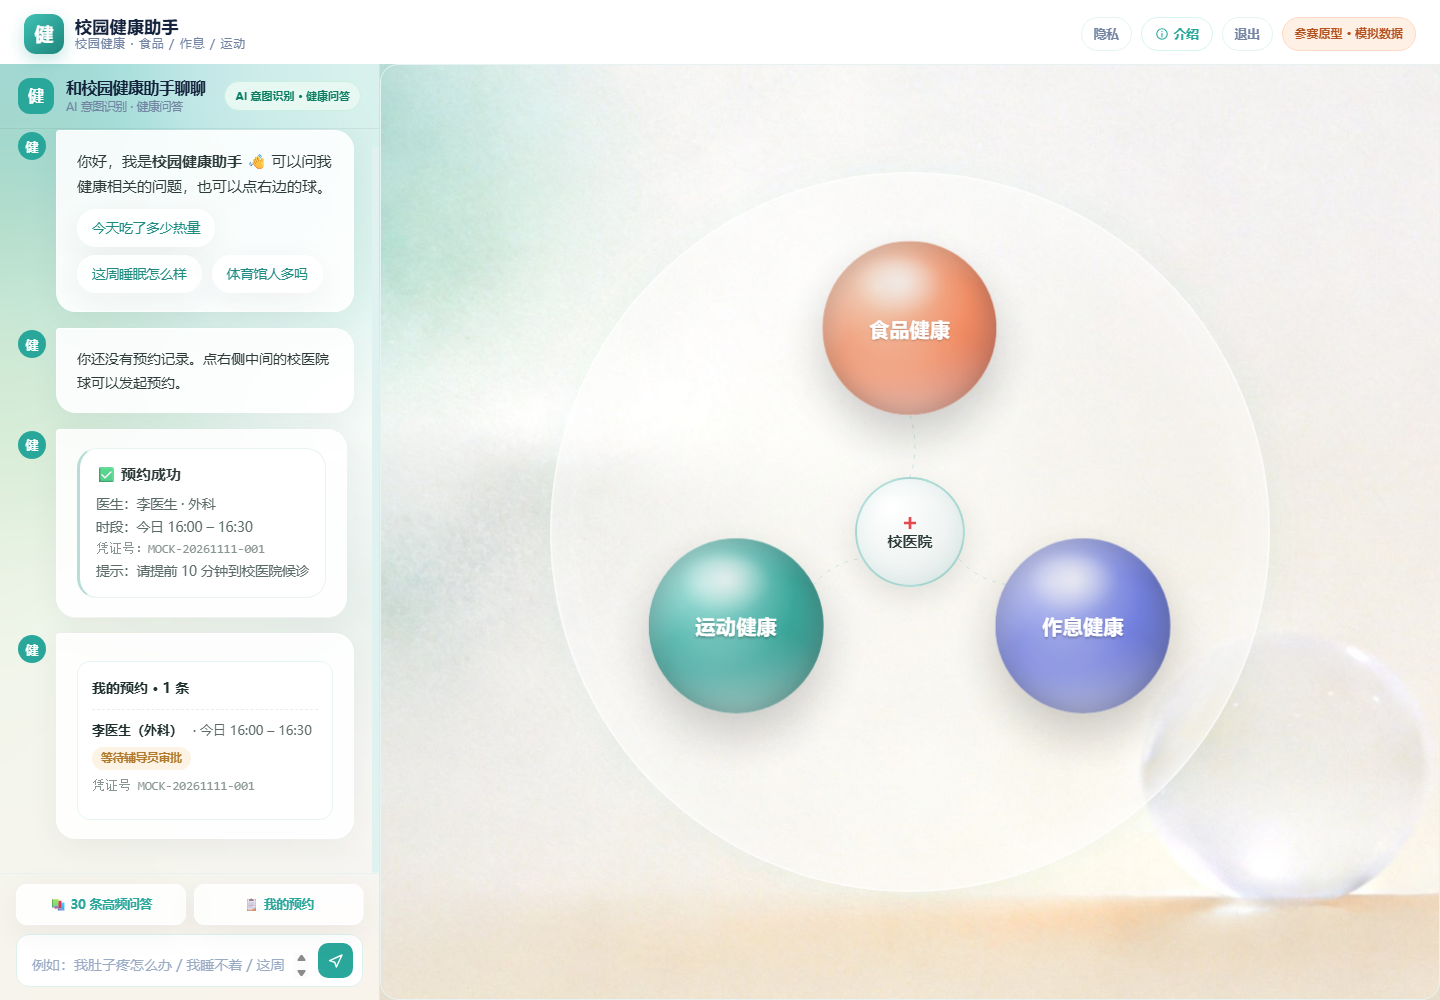 健
校园健康助手
校园健康 · 食品 / 作息 / 运动
隐私
介绍
退出
参赛原型 • 模拟数据
健
和校园健康助手聊聊
AI 意图识别 · 健康问答
AI 意图识别 • 健康问答
健
你好，我是校园健康助手 👋 可以问我
健康相关的问题，也可以点右边的球。
今天吃了多少热量
这周睡眠怎么样
体育馆人多吗
健
你还没有预约记录。点右侧中间的校医院
球可以发起预约。
健
✅ 预约成功
医生：李医生 · 外科
时段：今日 16:00 – 16:30
凭证号：MOCK-20261111-001
提示：请提前 10 分钟到校医院候诊
健
我的预约 • 1 条
李医生（外科） · 今日 16:00 – 16:30
等待辅导员审批
凭证号 MOCK-20261111-001
30 条高频问答
我的预约
例如：我肚子疼怎么办 / 我睡不着 / 这周
食品健康
校医院
运动健康
作息健康